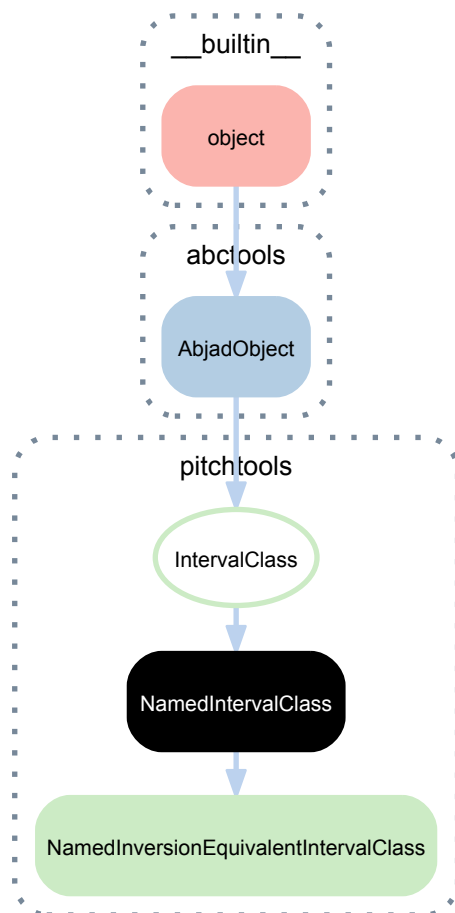 __builtin__
object
abctools
AbjadObject
pitchtools
IntervalClass
NamedIntervalClass
NamedInversionEquivalentIntervalClass